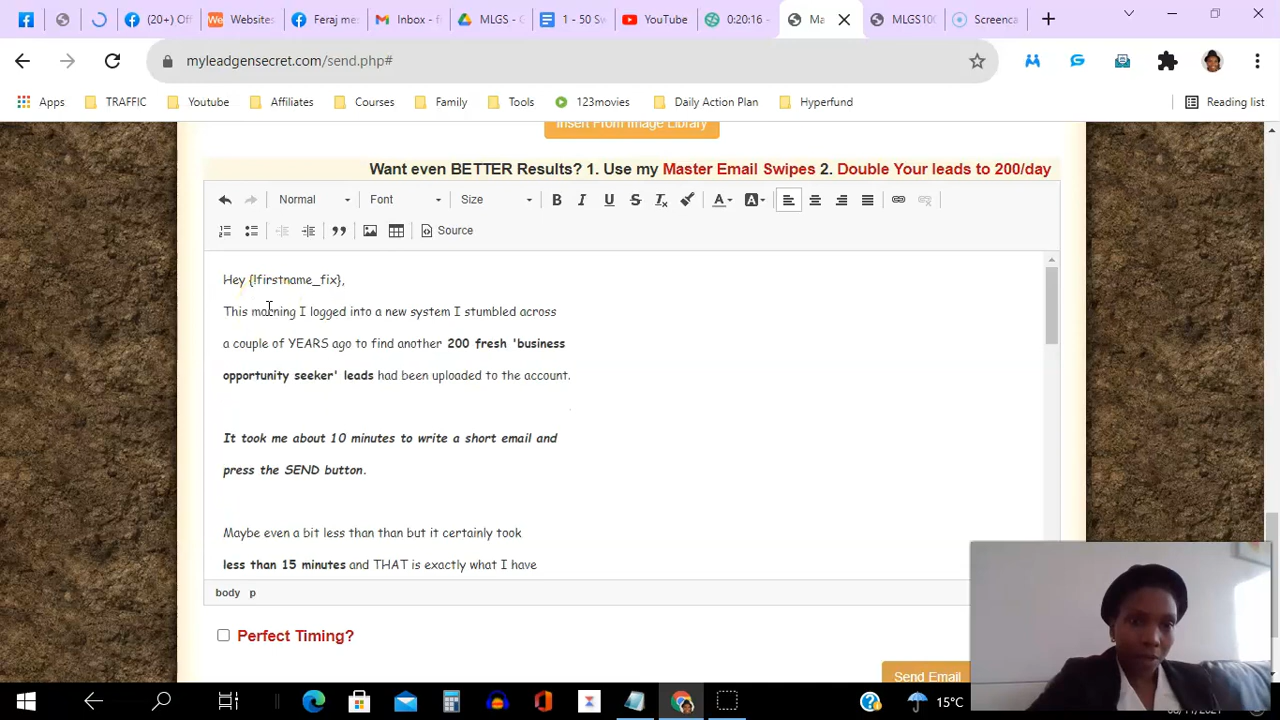 (20+) Of
Websites
Feraj me
Inbox - f
MLGS - G
1 - 50 Sw
YouTube
0:20:16 -
Ma
MLGS100
Screenca
myleadgensecret.com/send.php#
Apps
TRAFFIC
Youtube
Affiliates
Courses
Family
Tools
123movies
Daily Action Plan
Hyperfund
Reading list
Insert From Image Library
Want even BETTER Results? 1. Use my Master Email Swipes 2. Double Your leads to 200/day
Normal
Font
Size
Source
Hey {!firstname_fix},
This morning I logged into a new system I stumbled across
a couple of YEARS ago to find another 200 fresh 'business
opportunity seeker' leads had been uploaded to the account.
It took me about 10 minutes to write a short email and
press the SEND button.
Maybe even a bit less than than but it certainly took
less than 15 minutes and THAT is exactly what I have
body p
Perfect Timing?
Send Email
15°C